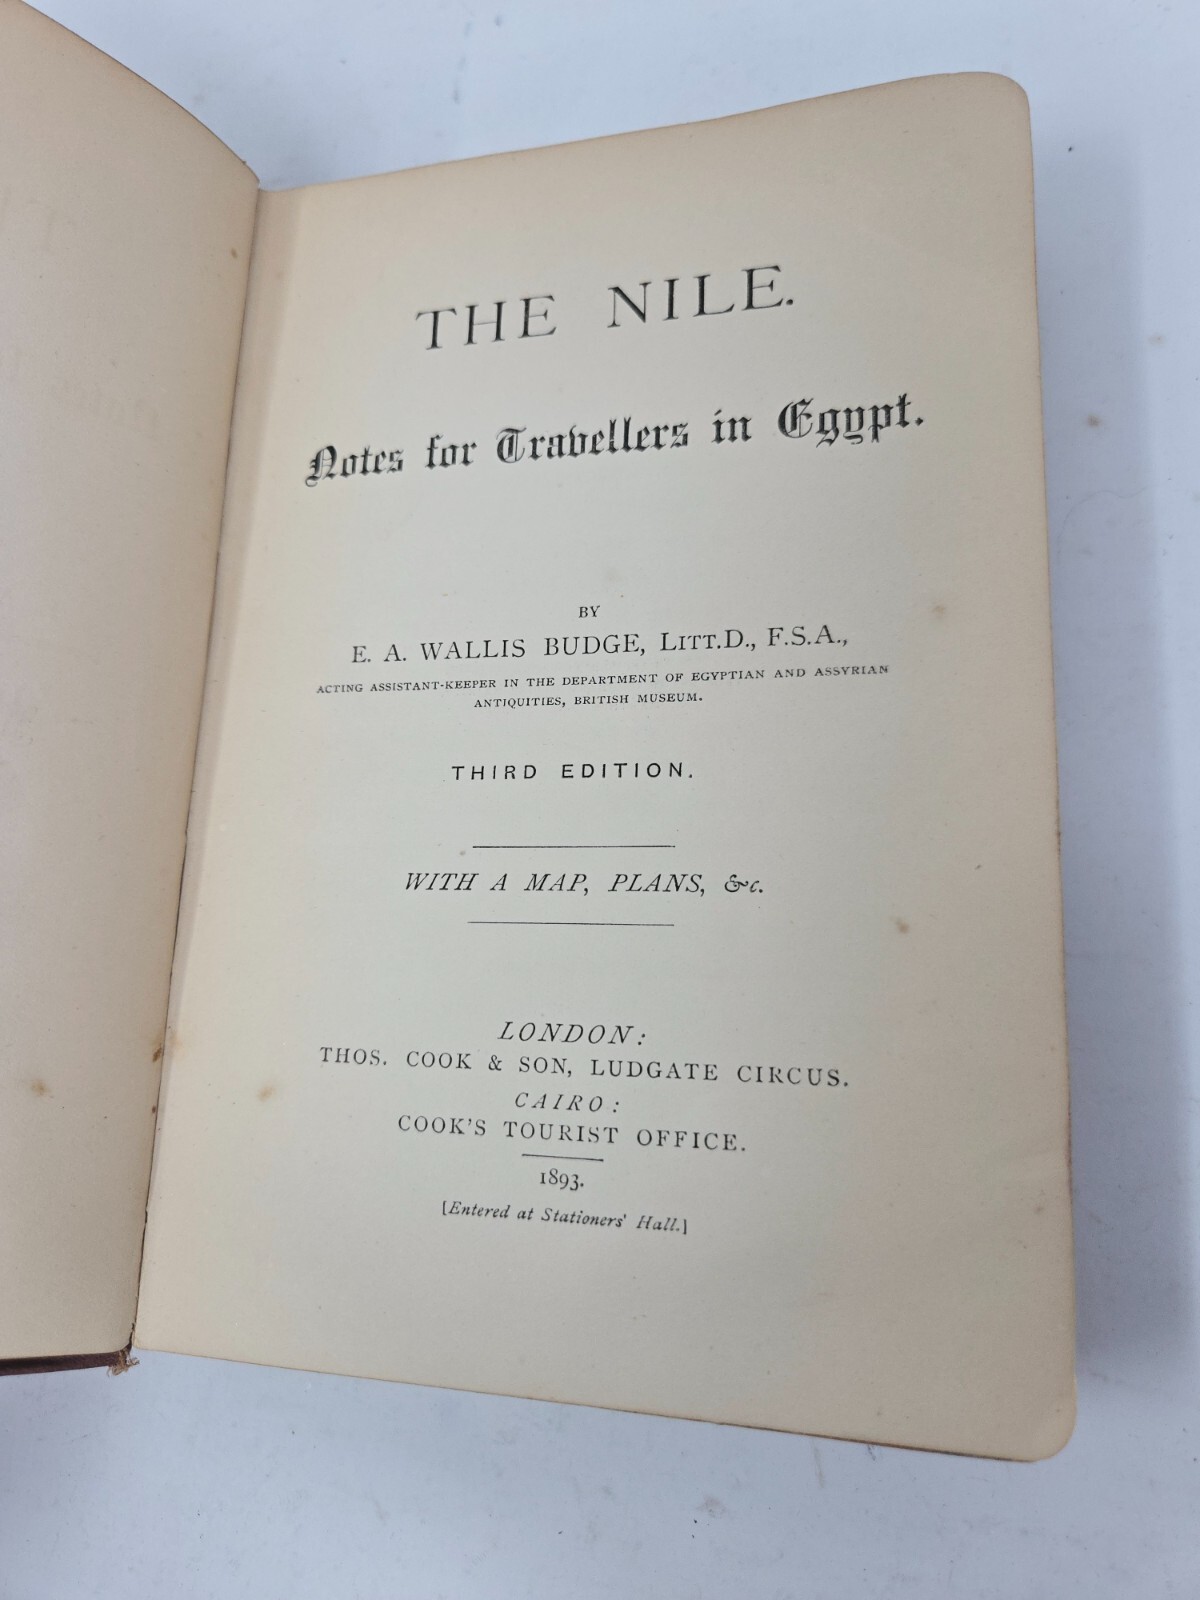 THE NILE.
Notes for Travellers in Egypt.
BY
E. A. WALLIS BUDGE, LITT.D., F.S.A.,
ACTING ASSISTANT-KEEPER IN THE DEPARTMENT OF EGYPTIAN AND ASSYRIAN
ANTIQUITIES, BRITISH MUSEUM.
THIRD EDITION.
WITH A MAP, PLANS, &c.
LONDON:
THOS. COOK & SON, LUDGATE CIRCUS.
CAIRO:
COOK'S TOURIST OFFICE.
1893.
[Entered at Stationers' Hall.]